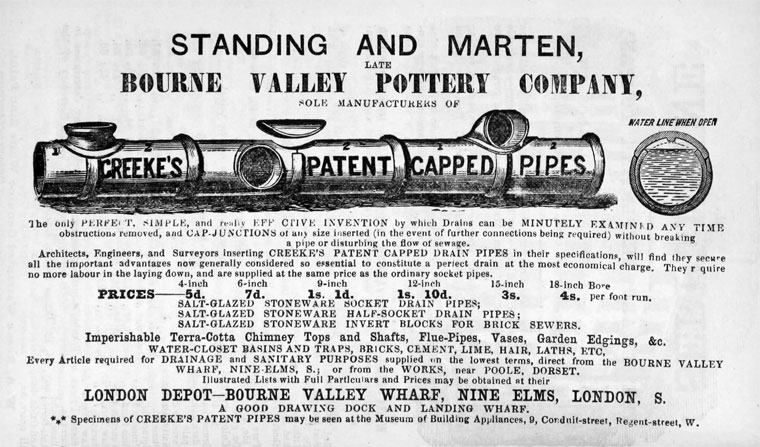 STANDING AND MARTEN,
LATE
BOURNE VALLEY POTTERY COMPANY,
SOLE MANUFACTURERS OF
WATER LINE WHEN OPEN
1 2 2 1 2
CREEKE'S PATENT CAPPED PIPES
The only PERFECT, SIMPLE, and really EFF CTIVE INVENTION by which Drains can be MINUTELY EXAMINED ANY TIME
obstructions removed, and CAP-JUNCTIONS of any size inserted (in the event of further connections being required) without breaking
a pipe or disturbing the flow of sewage.
Architects, Engineers, and Surveyors inserting CREEKE'S PATENT CAPPED DRAIN PIPES in their specifications, will find they secure
all the important advantages now generally considered so essential to constitute a perfect drain at the most economical charge. They r quire
no more labour in the laying down, and are supplied at the same price as the ordinary socket pipes.
4-inch 6-inch 9-inch 12-inch 15-inch 18-inch Bore
PRICES—5d. 7d. 1s. 1d. 1s. 10d. 3s. 4s. per foot run.
SALT-GLAZED STONEWARE SOCKET DRAIN PIPES;
SALT-GLAZED STONEWARE HALF-SOCKET DRAIN PIPES;
SALT-GLAZED STONEWARE INVERT BLOCKS FOR BRICK SEWERS.
Imperishable Terra-Cotta Chimney Tops and Shafts, Flue-Pipes, Vases, Garden Edgings, &c.
WATER-CLOSET BASINS AND TRAPS, BRICKS, CEMENT, LIME, HAIR, LATHS, ETC,
Every Article required for DRAINAGE and SANITARY PURPOSES supplied on the lowest terms, direct from the BOURNE VALLEY
WHARF, NINE-ELMS, S.; or from the WORKS, near POOLE, DORSET.
Illustrated Lists with Full Particulars and Prices may be obtained at their
LONDON DEPOT—BOURNE VALLEY WHARF, NINE ELMS, LONDON, S.
A GOOD DRAWING DOCK AND LANDING WHARF.
*** Specimens of CREEKE'S PATENT PIPES may be seen at the Museum of Building Appliances, 9, Conduit-street, Regent-street, W.